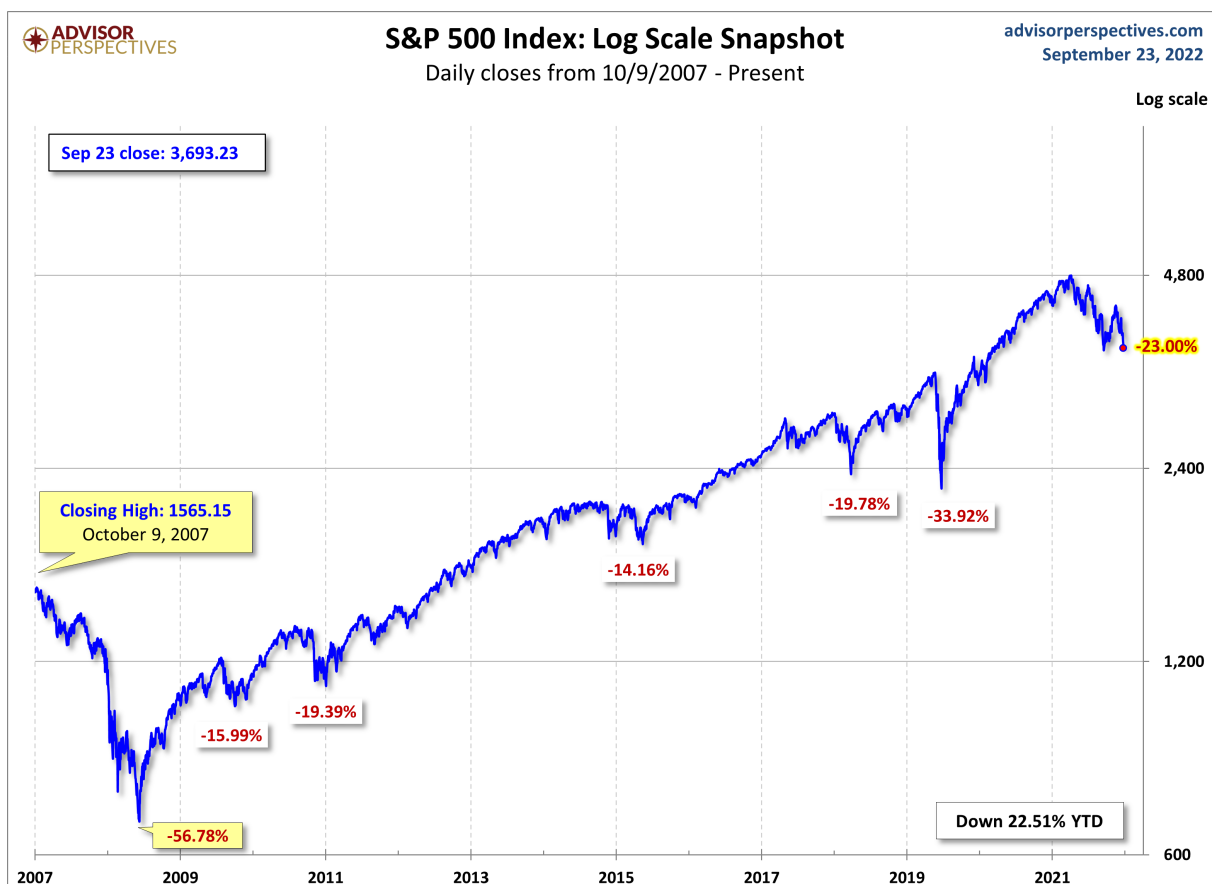 ADVISOR
PERSPECTIVES
S&P 500 Index: Log Scale Snapshot
Daily closes from 10/9/2007 - Present
advisorperspectives.com
September 23, 2022
Log scale
Sep 23 close: 3,693.23
4,800
-23.00%
2,400
-19.78%
-33.92%
Closing High: 1565.15
October 9, 2007
-14.16%
1,200
-19.39%
-15.99%
-56.78%
Down 22.51% YTD
600
2007 2009 2011 2013 2015 2017 2019 2021